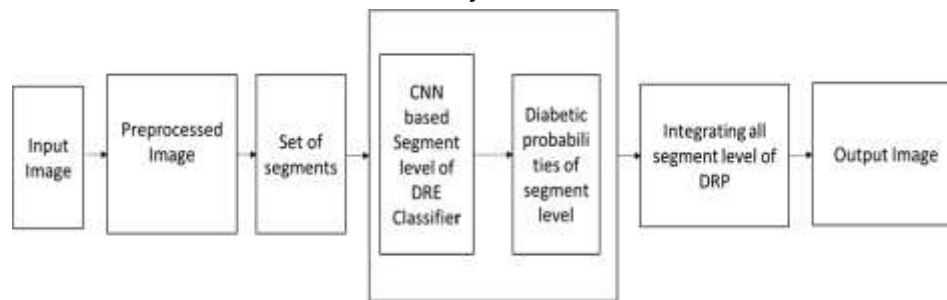 Input
Image
Preprocessed
Image
Set of
segments
CNN
based
Segment
level of
DRE
Classifier
Diabetic
probabili
ties of
segment
level
Integrating all
segment level of
DRP
Output Image